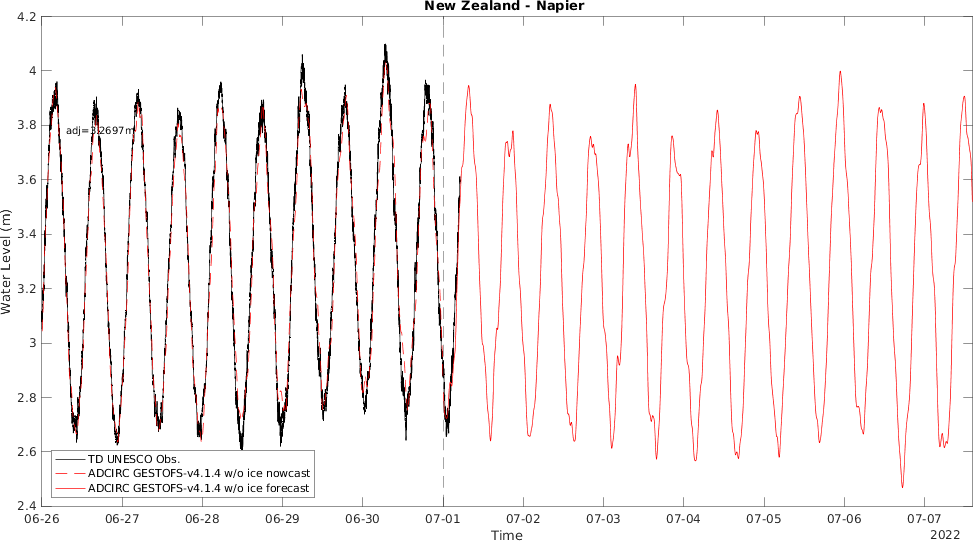 New Zealand - Napier
4.2
4
3.8
3.6
3.4
3.2
3
2.8
2.6
2.4
Water Level (m)
adj=3.2697m
TD UNESCO Obs.
ADCIRC GESTOFS-v4.1.4 w/o ice nowcast
ADCIRC GESTOFS-v4.1.4 w/o ice forecast
06-26 06-27 06-28 06-29 06-30 07-01 07-02 07-03 07-04 07-05 07-06 07-07
Time
2022